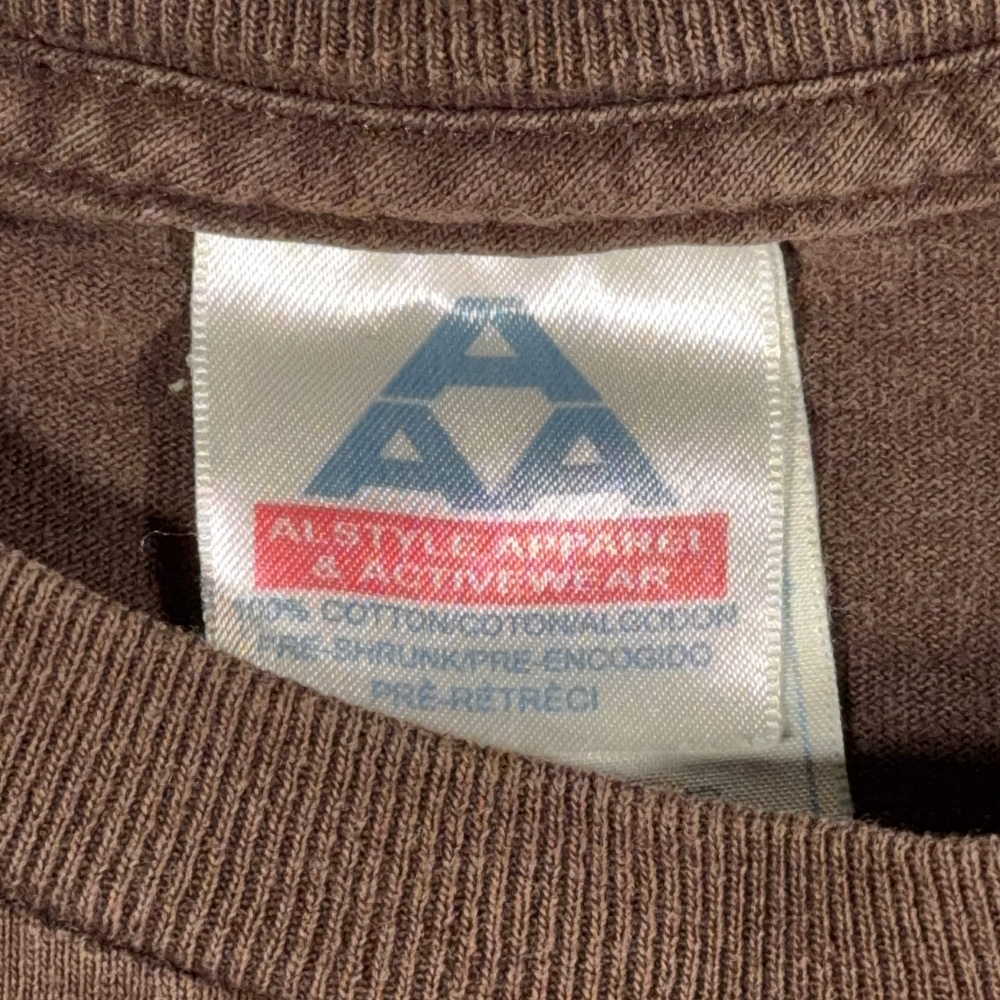 AAA
ALSTYLE APPAREL
& ACTIVEWEAR
100% COTTON/COTON/ALGODON
PRE-SHRUNK/PRE-ENCOGIDO
PRÉ-RÉTRÉCI